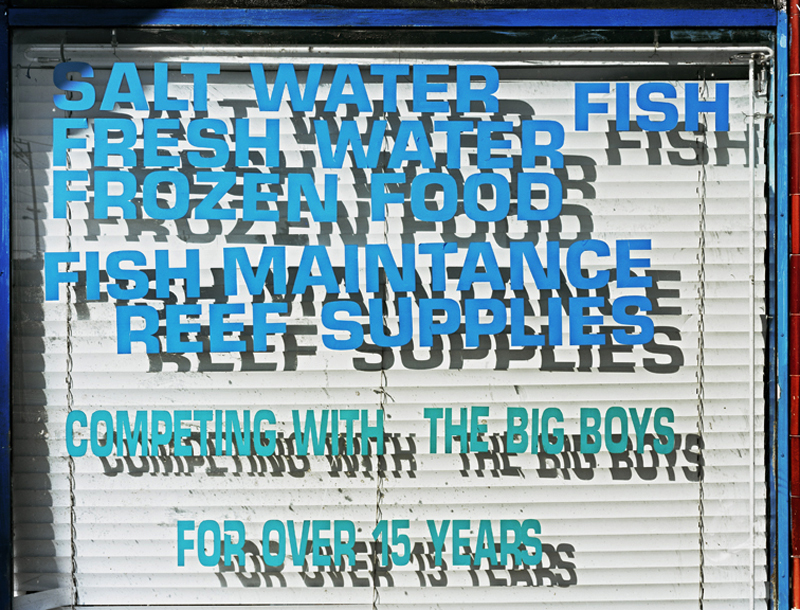 SALT WATER FISH
FRESH WATER
FROZEN FOOD
FISH MAINTANCE
REEF SUPPLIES
COMPETING WITH THE BIG BOYS
FOR OVER 15 YEARS